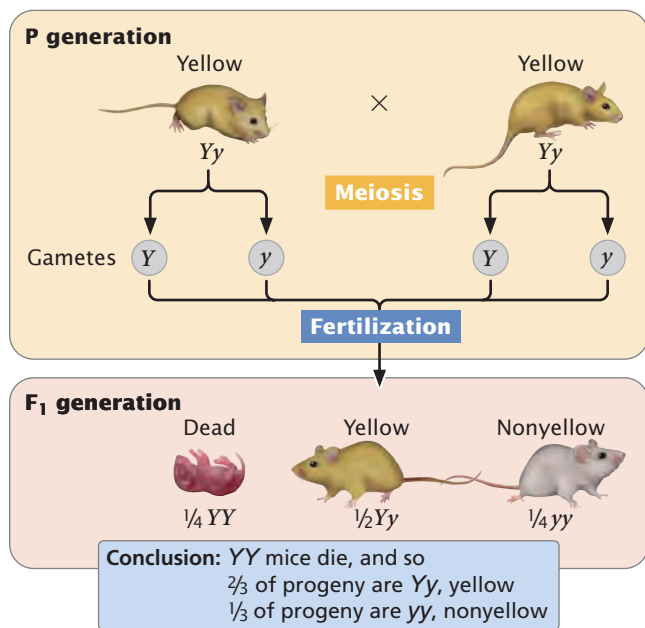 P generation
Yellow Yellow
×
Yy Yy
Meiosis
Gametes Y y Y y
Fertilization
F₁ generation
Dead Yellow Nonyellow
¼ YY ½Yy ¼ yy
Conclusion: YY mice die, and so
⅔ of progeny are Yy, yellow
⅓ of progeny are yy, nonyellow